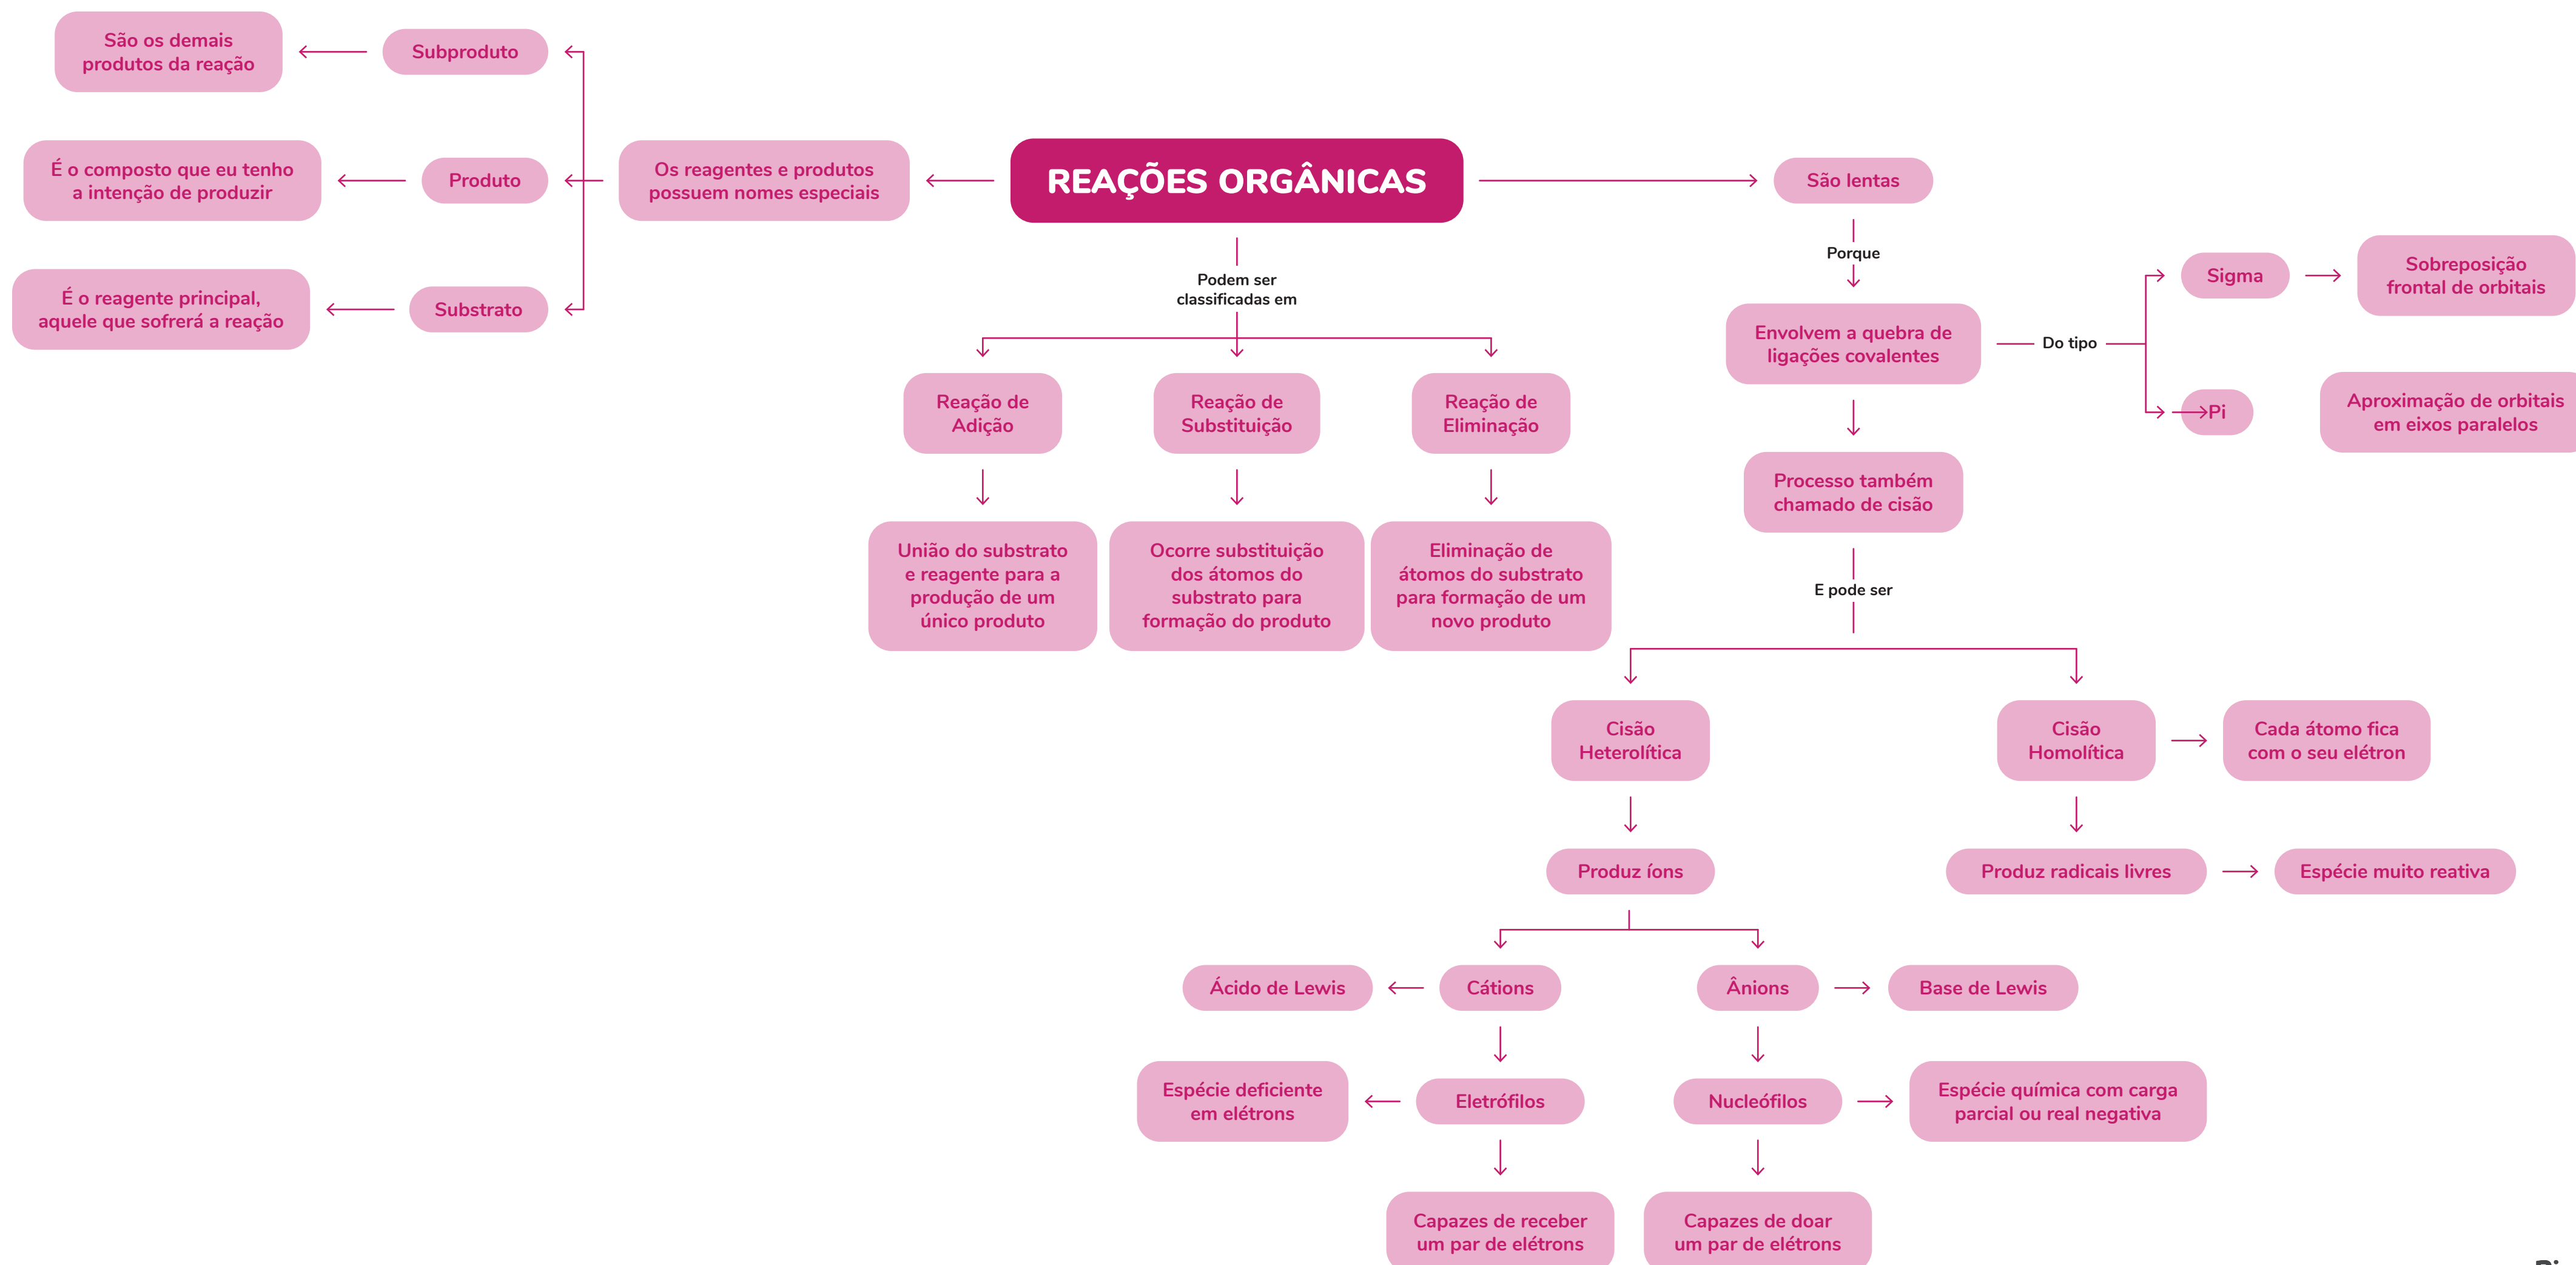 São os demais
produtos da reação
Subproduto
É o composto que eu tenho
a intenção de produzir
Produto
Os reagentes e produtos
possuem nomes especiais
REAÇÕES ORGÂNICAS
São lentas
É o reagente principal,
aquele que sofrerá a reação
Substrato
Podem ser
classificadas em
Porque
Envolvem a quebra de
ligações covalentes
Do tipo
Sigma
Sobreposição
frontal de orbitais
Pi
Aproximação de orbitais
em eixos paralelos
Reação de
Adição
Reação de
Substituição
Reação de
Eliminação
Processo também
chamado de cisão
União do substrato
e reagente para a
produção de um
único produto
Ocorre substituição
dos átomos do
substrato para
formação do produto
Eliminação de
átomos do substrato
para formação de um
novo produto
E pode ser
Cisão
Heterolítica
Cisão
Homolítica
Cada átomo fica
com o seu elétron
Produz íons
Produz radicais livres
Espécie muito reativa
Ácido de Lewis
Cátions
Ânions
Base de Lewis
Espécie deficiente
em elétrons
Eletrófilos
Nucleófilos
Espécie química com carga
parcial ou real negativa
Capazes de receber
um par de elétrons
Capazes de doar
um par de elétrons